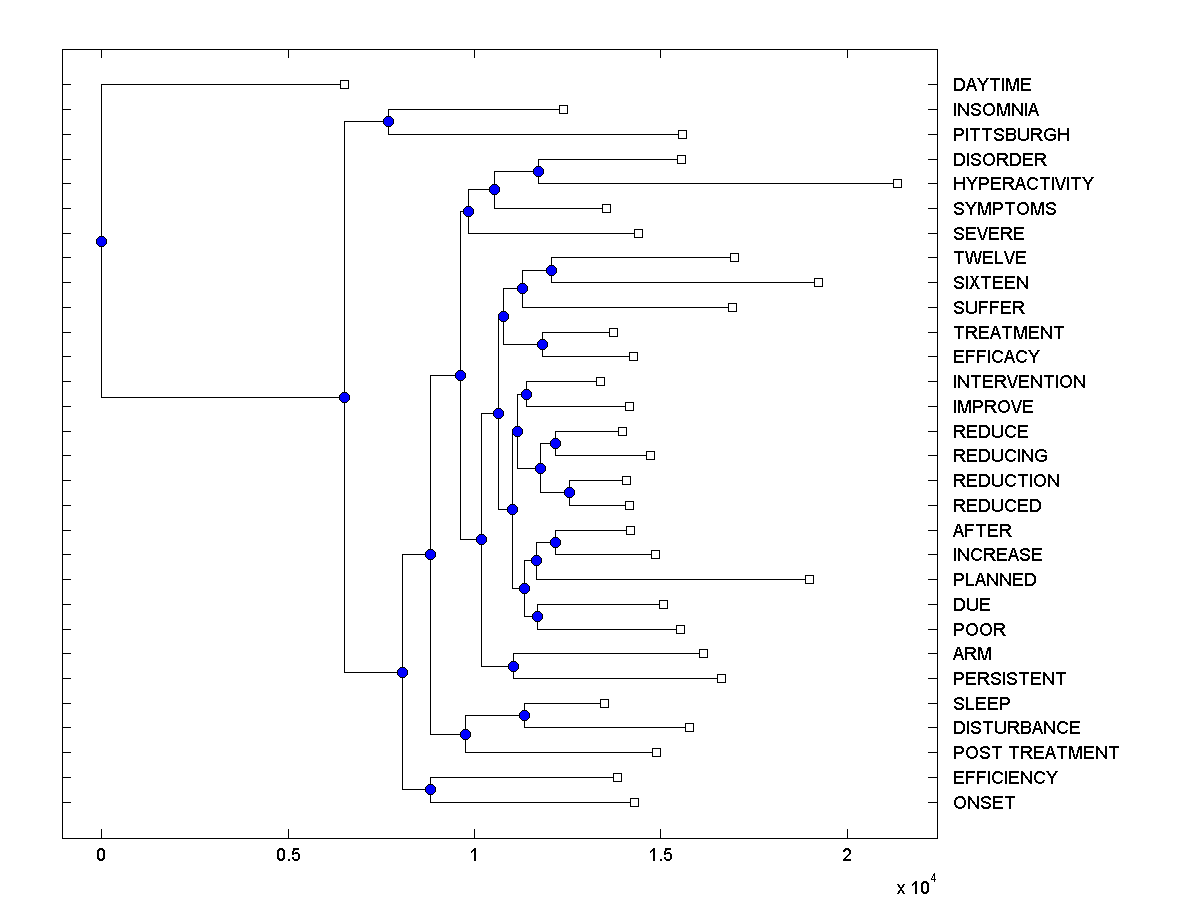 DAYTIME
INSOMNIA
PITTSBURGH
DISORDER
HYPERACTIVITY
SYMPTOMS
SEVERE
TWELVE
SIXTEEN
SUFFER
TREATMENT
EFFICACY
INTERVENTION
IMPROVE
REDUCE
REDUCING
REDUCTION
REDUCED
AFTER
INCREASE
PLANNED
DUE
POOR
ARM
PERSISTENT
SLEEP
DISTURBANCE
POST TREATMENT
EFFICIENCY
ONSET
0 0.5 1 1.5 2
x 10^4